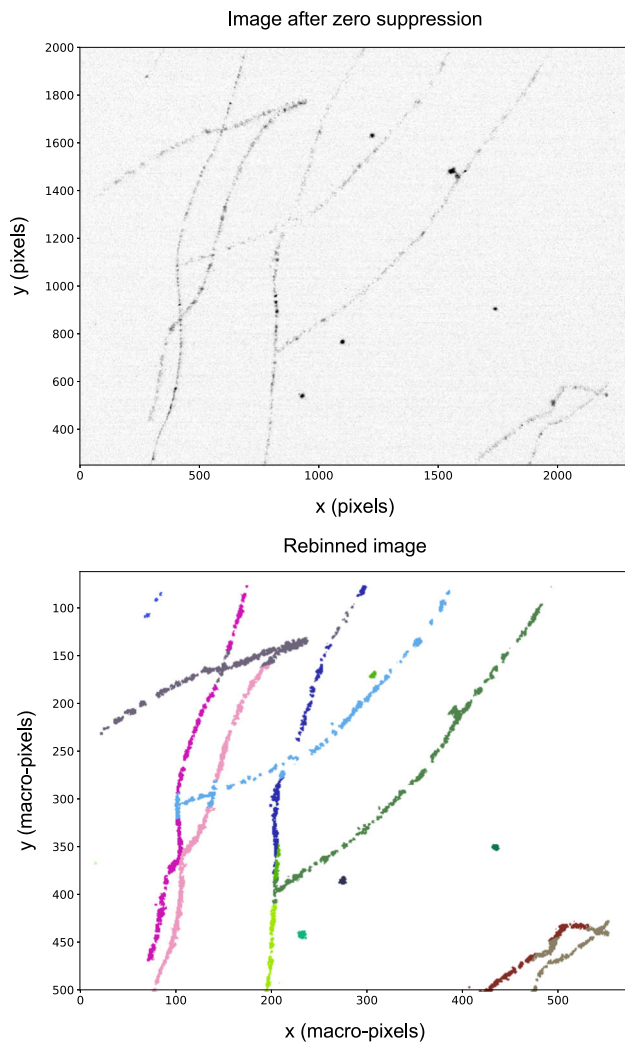 Image after zero suppression
2000
1800
1600
1400
1200
1000
800
600
400
y (pixels)
0 500 1000 1500 2000
x (pixels)
Rebinned image
100
150
200
250
300
350
400
450
500
y (macro-pixels)
0 100 200 300 400 500
x (macro-pixels)